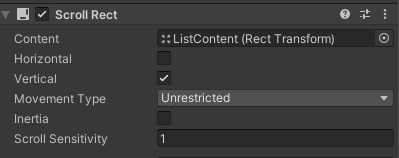 Scroll Rect
Content ListContent (Rect Transform)
Horizontal
Vertical
Movement Type Unrestricted
Inertia
Scroll Sensitivity 1